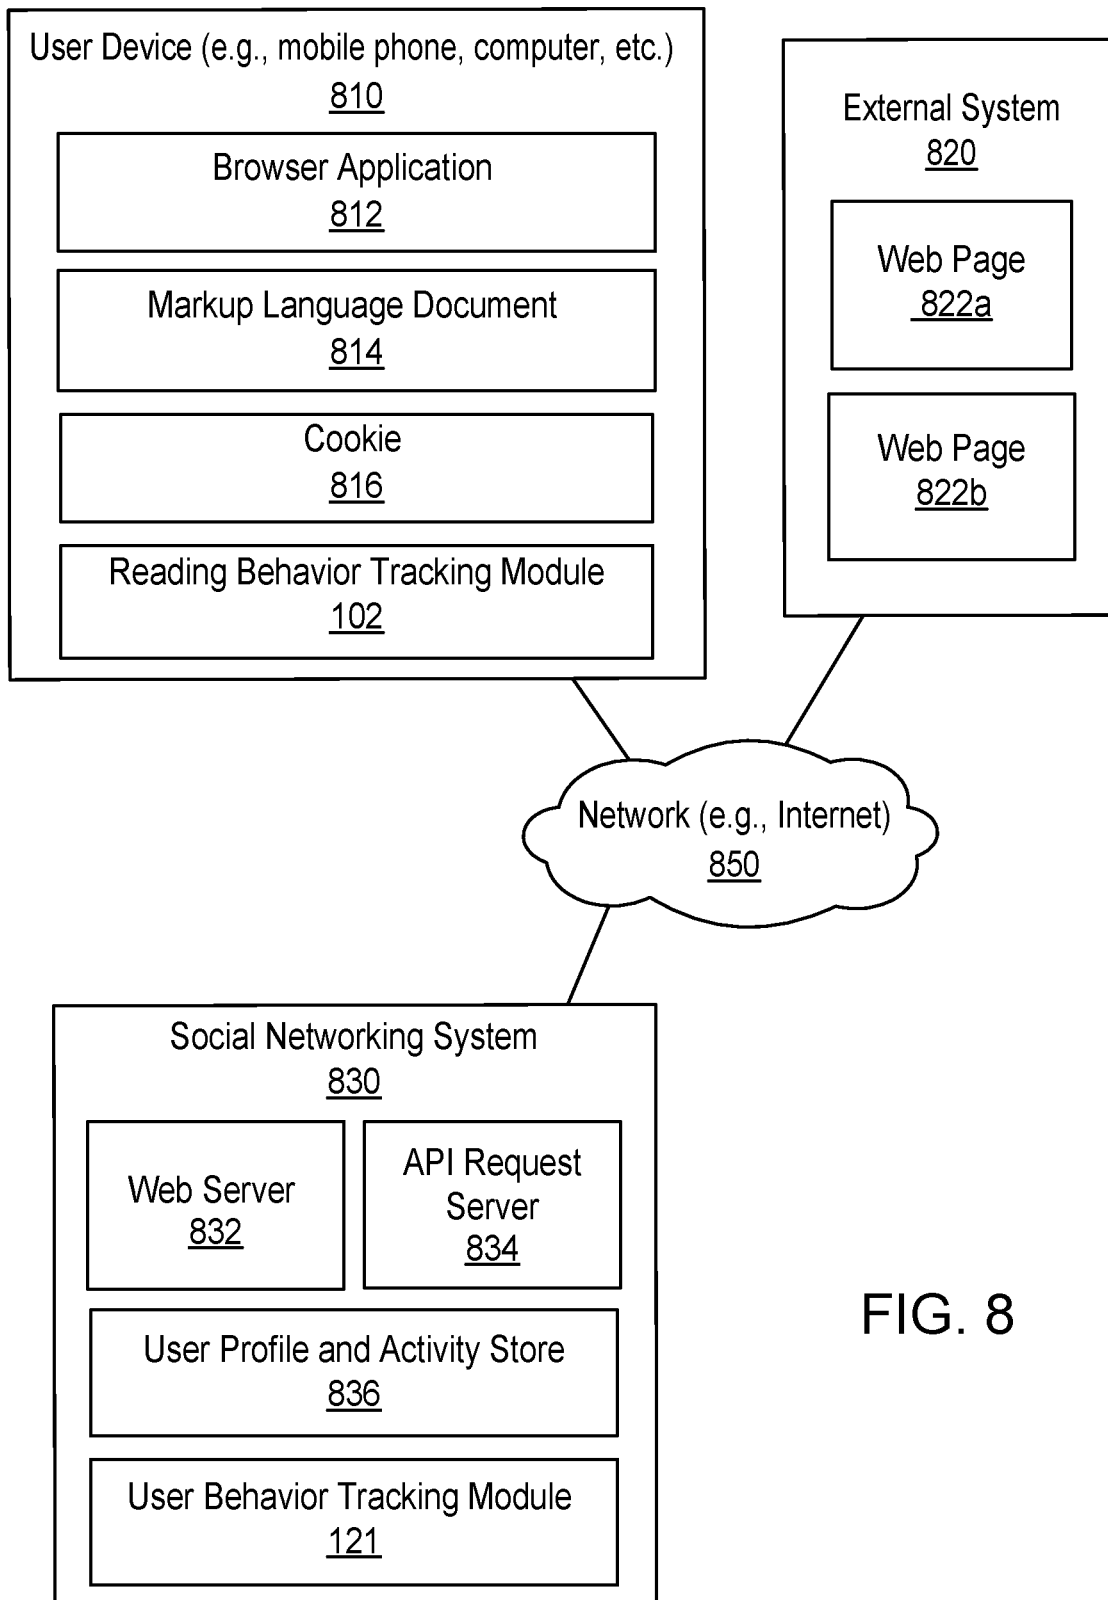 User Device (e.g., mobile phone, computer, etc.)
810
Browser Application
812
Markup Language Document
814
Cookie
816
Reading Behavior Tracking Module
102
External System
820
Web Page
822a
Web Page
822b
Network (e.g., Internet)
850
Social Networking System
830
Web Server
832
API Request
Server
834
User Profile and Activity Store
836
User Behavior Tracking Module
121
FIG. 8